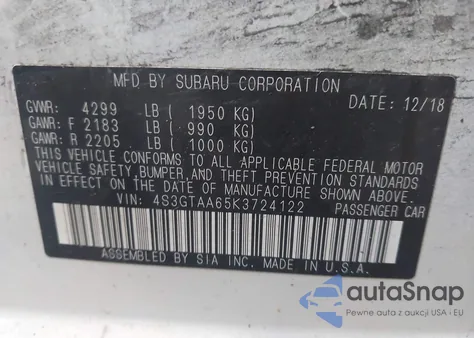 MFD BY SUBARU CORPORATION
GVWR: 4299 LB ( 1950 KG) DATE: 12/18
GAWR: F 2183 LB ( 990 KG)
GAWR: R 2205 LB ( 1000 KG)
THIS VEHICLE CONFORMS TO ALL APPLICABLE FEDERAL MOTOR
VEHICLE SAFETY, BUMPER, AND THEFT PREVENTION STANDARDS
IN EFFECT ON THE DATE OF MANUFACTURE SHOWN ABOVE.
VIN: 4S3GTAA65K3724122 PASSENGER CAR
ASSEMBLED BY SIA INC. MADE IN U.S.A.
autoSnap
Pewne auta z aukcji USA i EU